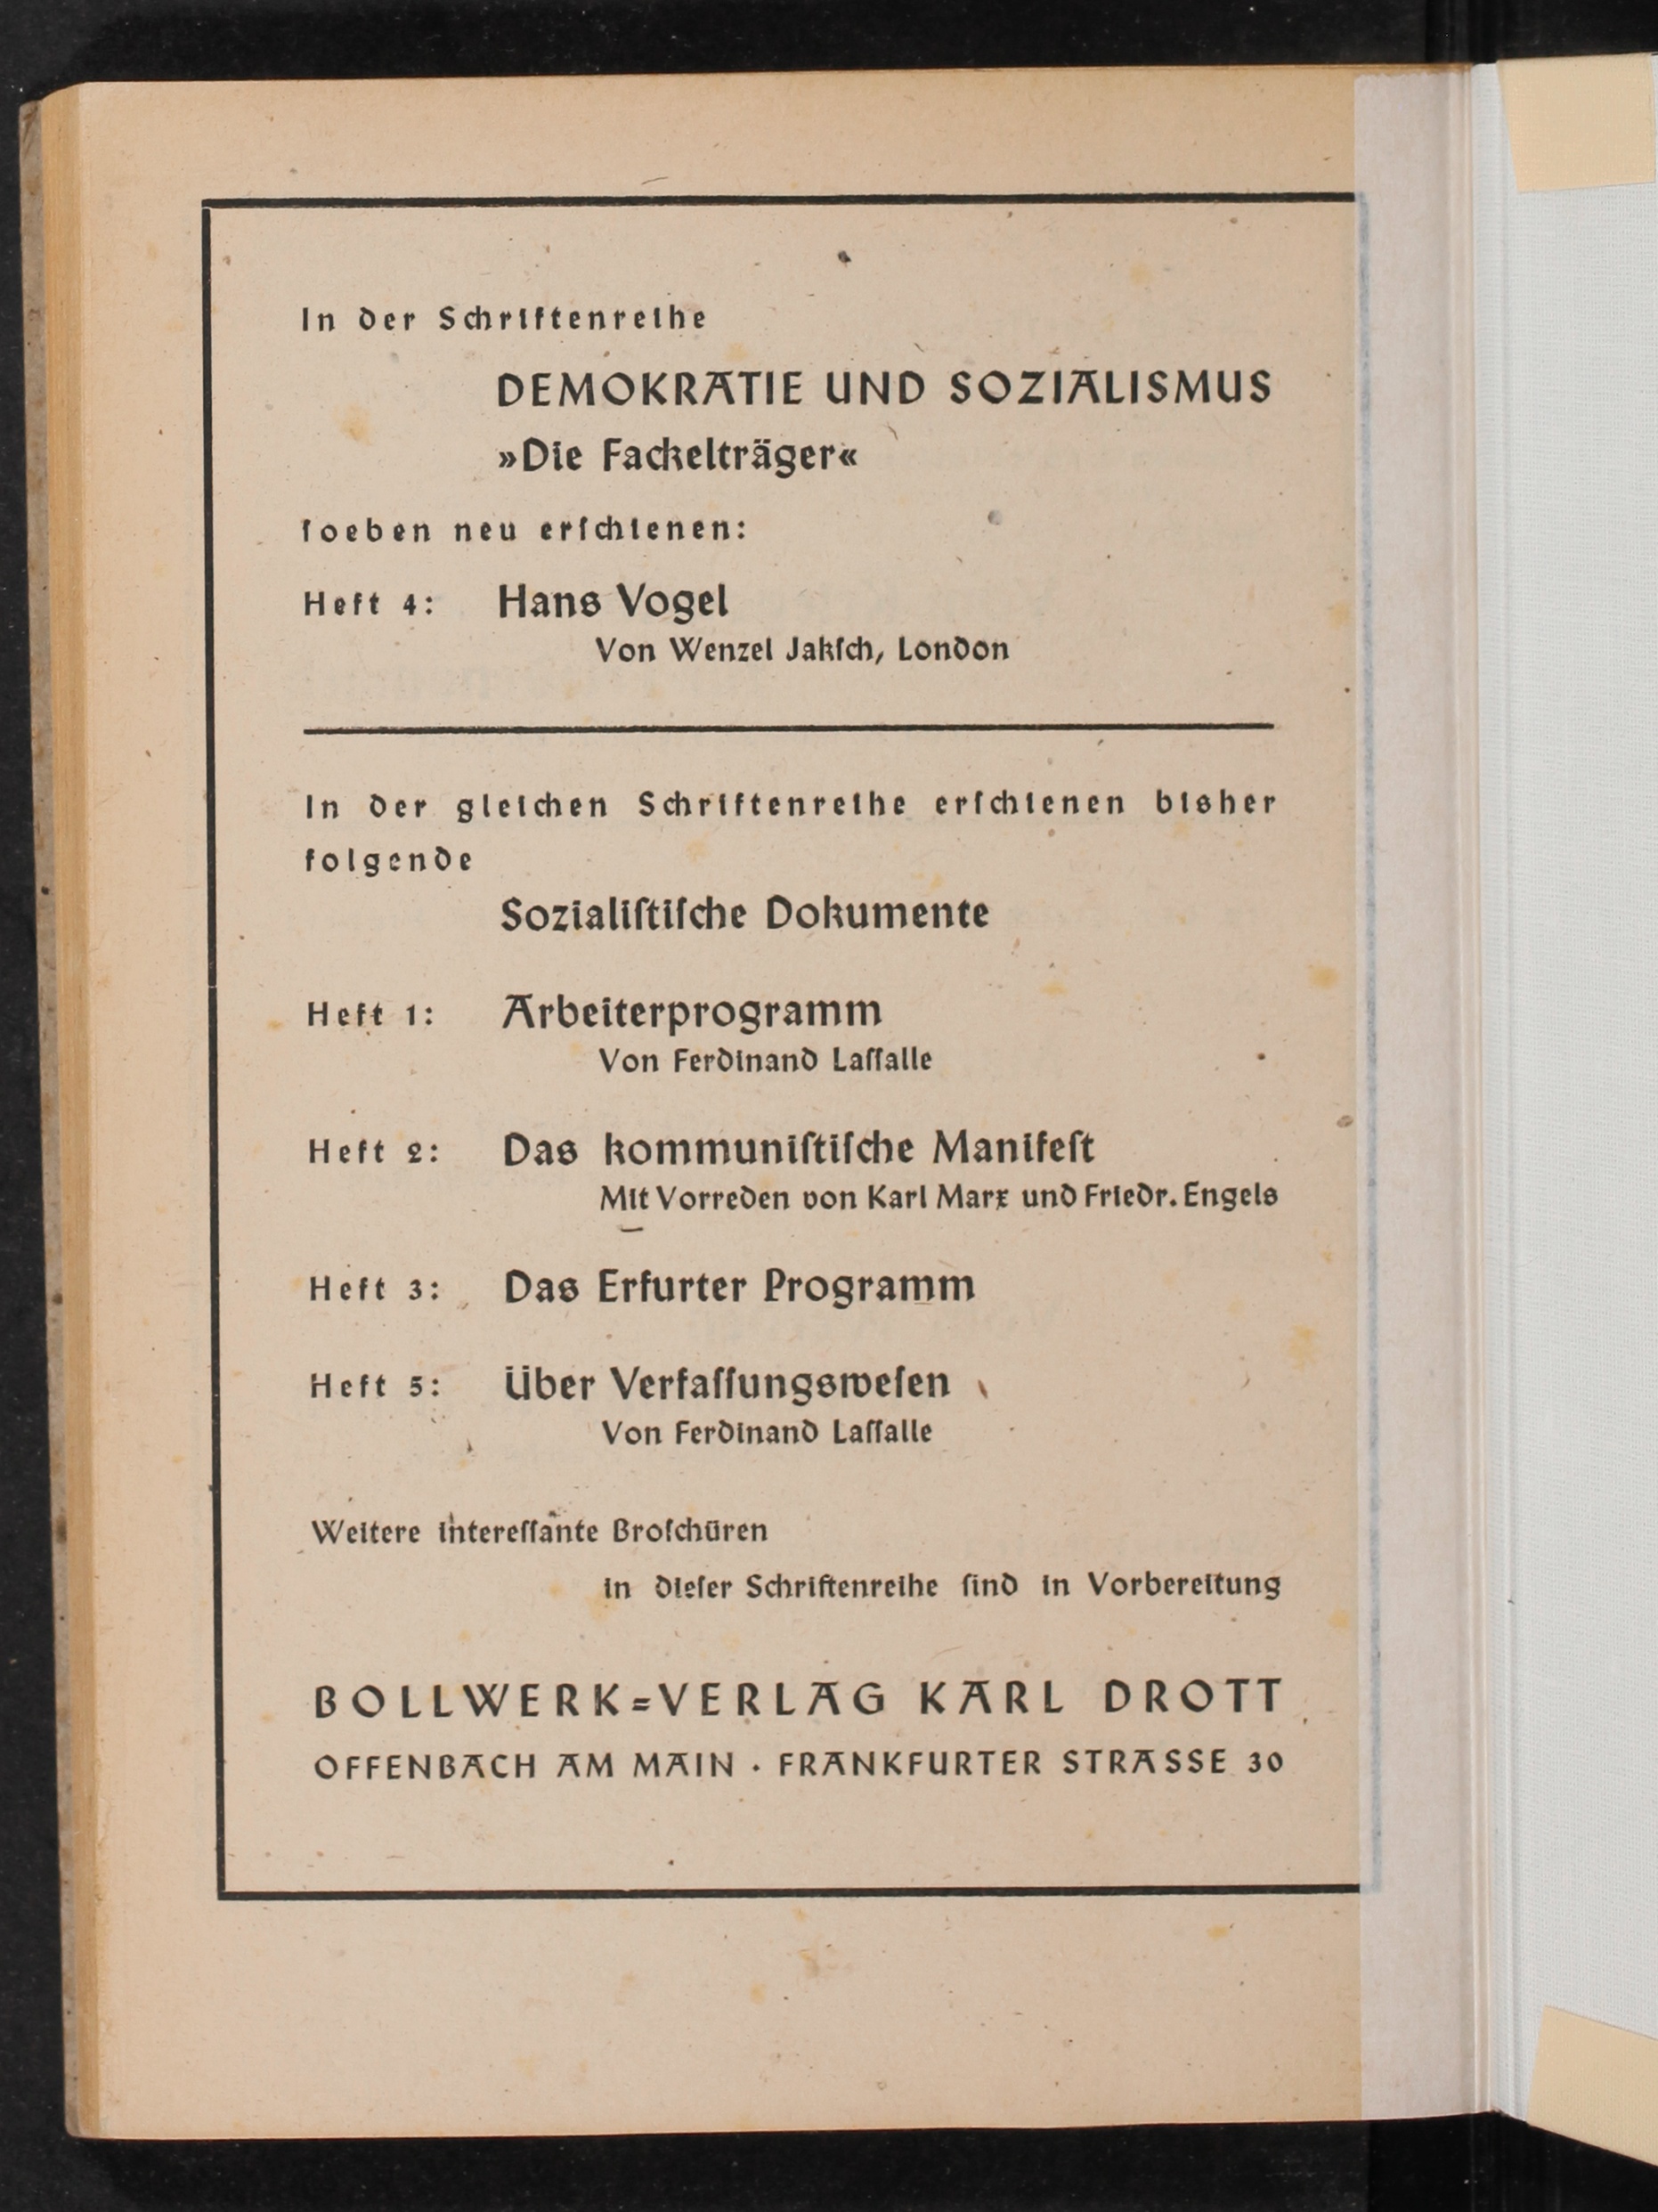 In der Schriftenreihe
DEMOKRATIE UND SOZIALISMUS
»Die Fackelträger«
ſoeben neu erſchienen:
Heft 4: Hans Vogel
Von Wenzel Jakſch, London
In der gleichen Schriftenreihe erſchienen bisher
folgende
Sozialiſtiſche Dokumente
Heft 1: Arbeiterprogramm
Von Ferdinand Laſſalle
Heft 2: Das kommuniſtiſche Manifeſt
Mit Vorreden von Karl Marx und Friedr. Engels
Heft 3: Das Erfurter Programm
Heft 5: Über Verfaſſungsweſen
Von Ferdinand Laſſalle
Weitere intereſſante Broſchüren
in dieſer Schriftenreihe ſind in Vorbereitung
BOLLWERK=VERLAG KARL DROTT
OFFENBACH AM MAIN · FRANKFURTER STRASSE 30